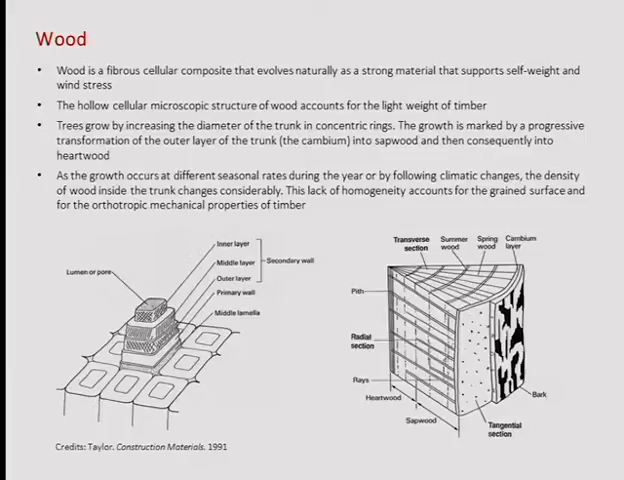 Wood
• Wood is a fibrous cellular composite that evolves naturally as a strong material that supports self-weight and
wind stress
• The hollow cellular microscopic structure of wood accounts for the light weight of timber
• Trees grow by increasing the diameter of the trunk in concentric rings. The growth is marked by a progressive
transformation of the outer layer of the trunk (the cambium) into sapwood and then consequently into
heartwood
• As the growth occurs at different seasonal rates during the year or by following climatic changes, the density
of wood inside the trunk changes considerably. This lack of homogeneity accounts for the grained surface and
for the orthotropic mechanical properties of timber
Inner layer
Middle layer
Secondary wall
Lumen or pore
Outer layer
Primary wall
Middle lamella
Transverse
section
Summer
wood
Spring
wood
Cambium
layer
Pith
Radial
section
Rays
Heartwood
Sapwood
Bark
Tangential
section
Credits: Taylor. Construction Materials. 1991